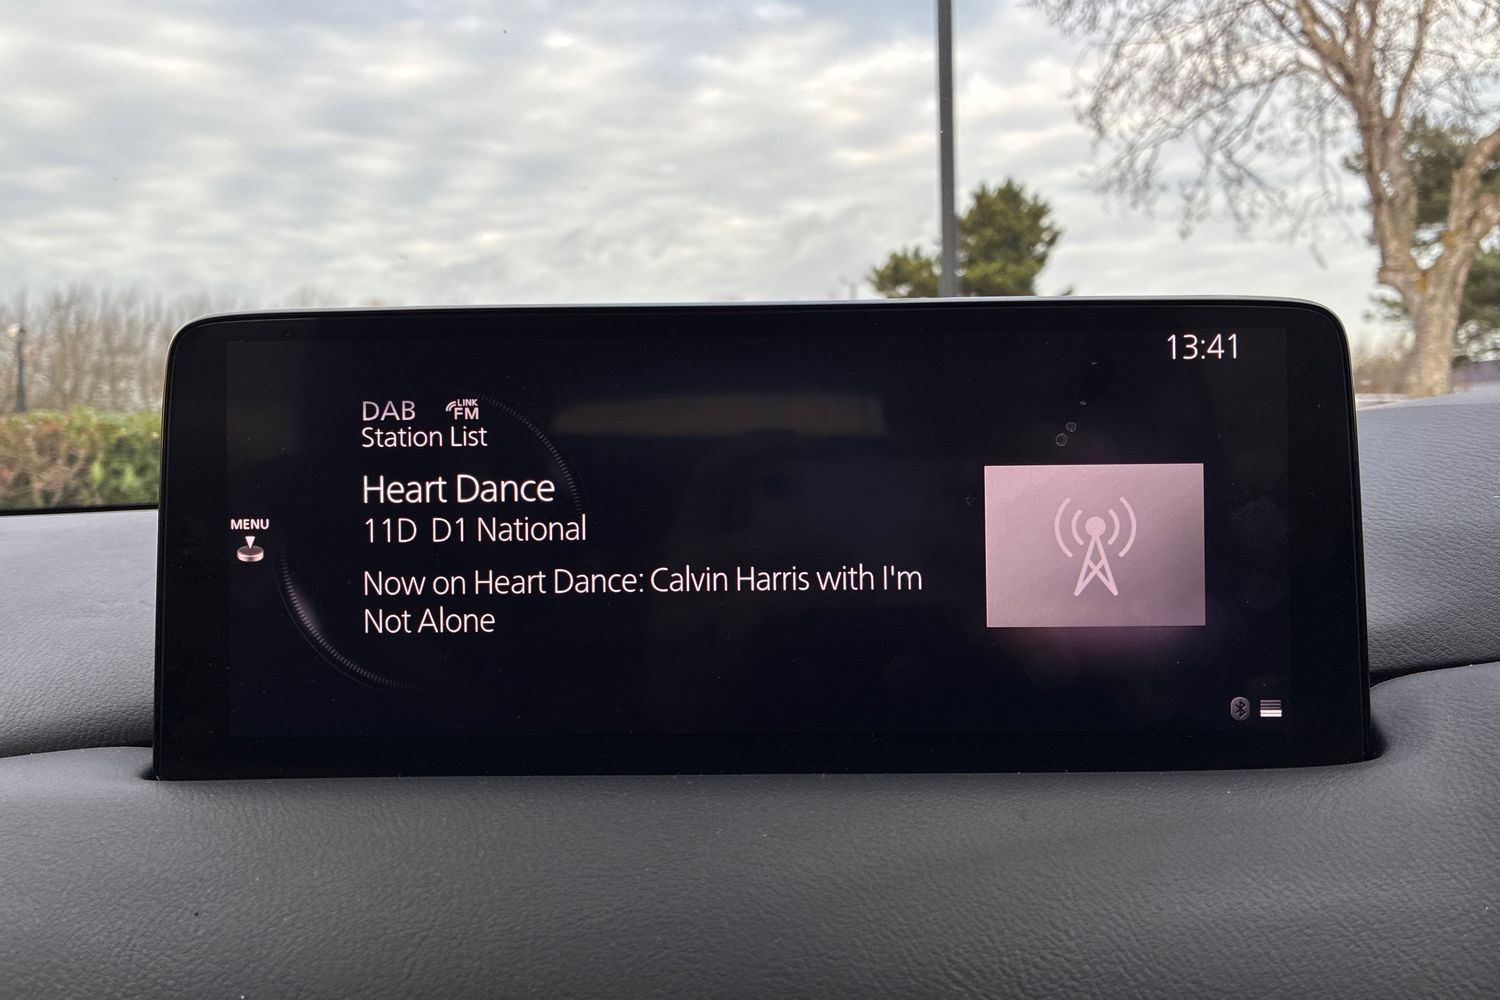 13:41
DAB LINK FM
Station List
Heart Dance
11D D1 National
MENU
Now on Heart Dance: Calvin Harris with I'm
Not Alone